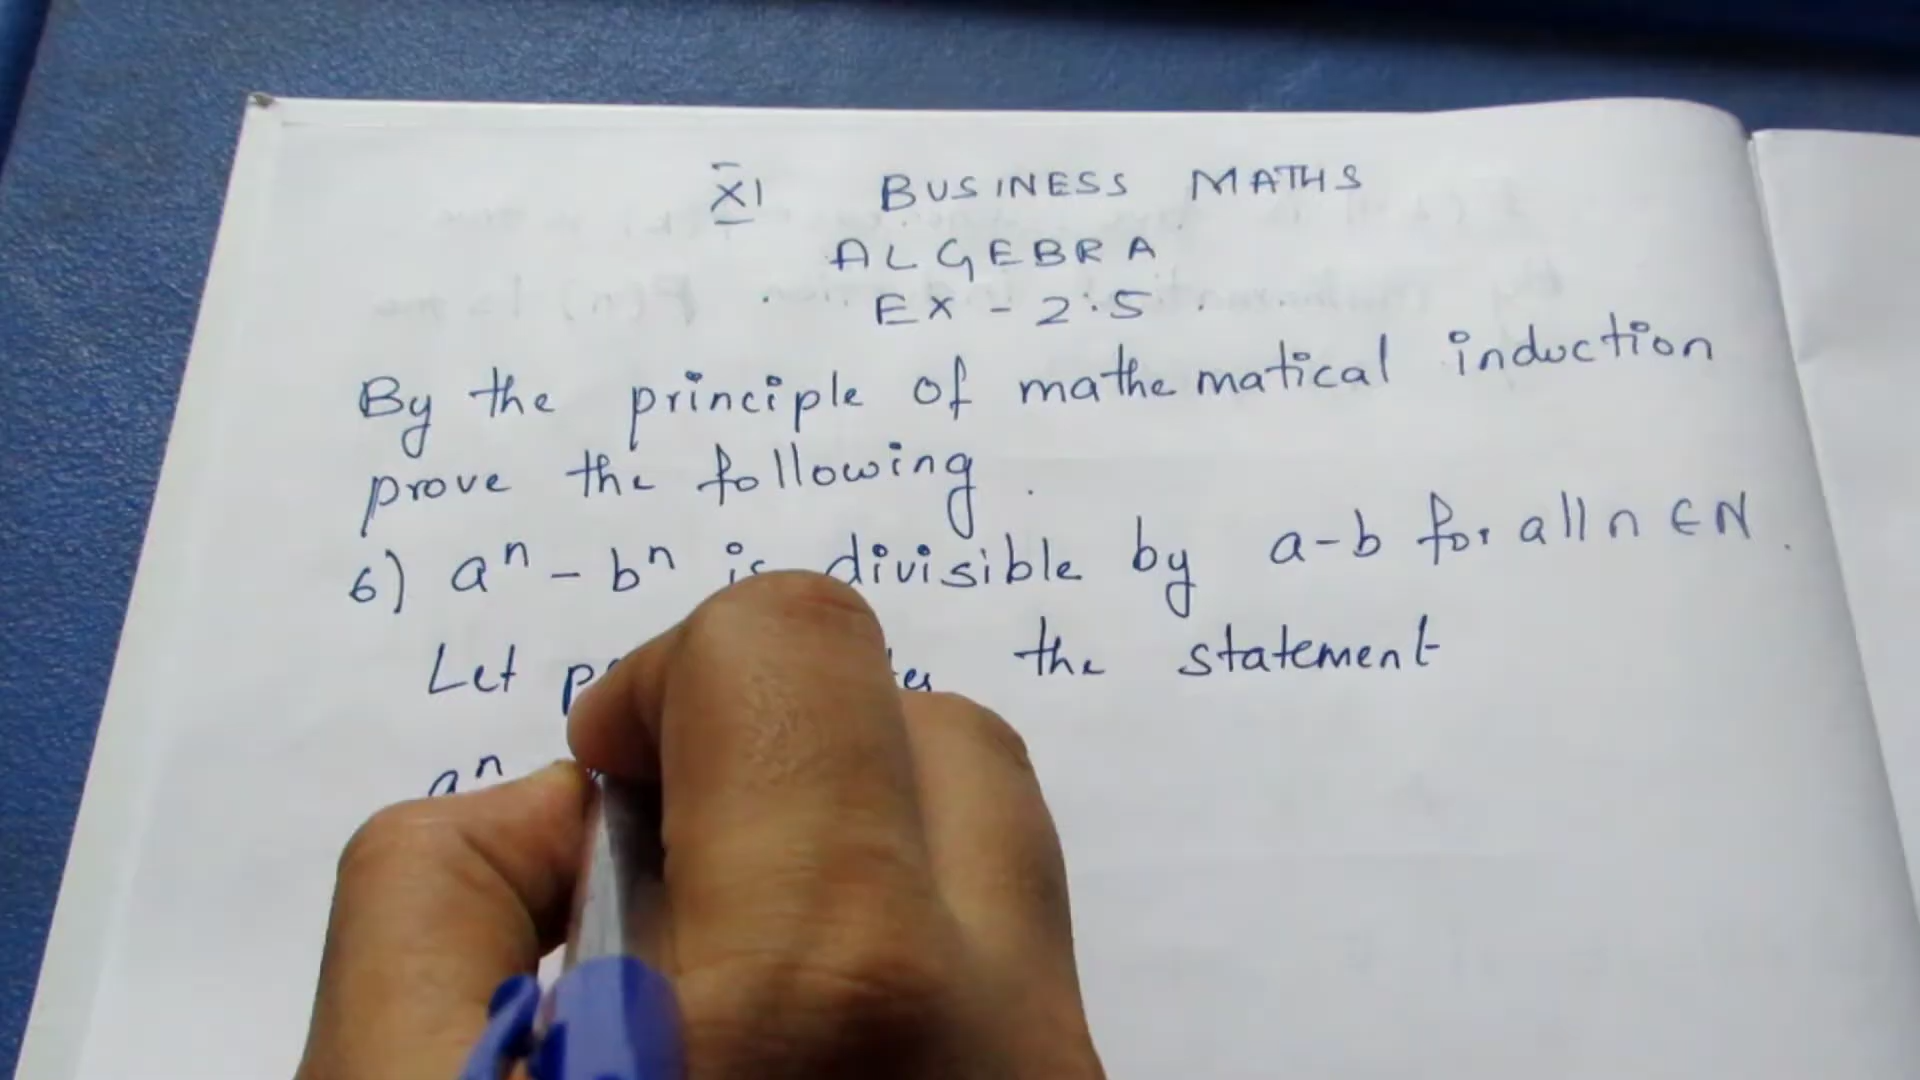 XI BUSINESS MATHS
ALGEBRA
EX - 2.5
By the principle of mathematical induction
prove the following.
6) aⁿ - bⁿ is divisible by a-b for all n ∈ N.
Let the statement
aⁿ